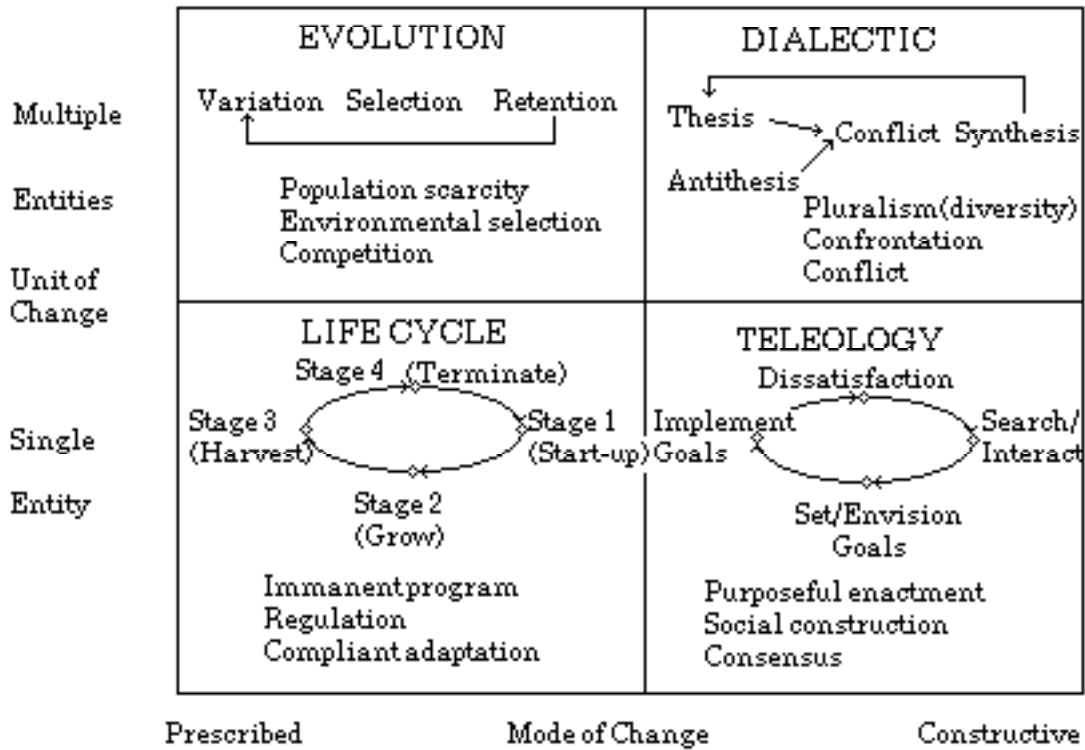 EVOLUTION
Variation Selection Retention
Population scarcity
Environmental selection
Competition
DIALECTIC
Thesis
Conflict Synthesis
Antithesis
Pluralism(diversity)
Confrontation
Conflict
Multiple
Entities
Unit of
Change
Single
Entity
LIFE CYCLE
Stage 4 (Terminate)
Stage 3
(Harvest)
Stage 1
(Start-up)
Stage 2
(Grow)
Immanent program
Regulation
Compliant adaptation
TELEOLOGY
Dissatisfaction
Implement
Goals
Search/
Interact
Set/Envision
Goals
Purposeful enactment
Social construction
Consensus
Prescribed Mode of Change Constructive